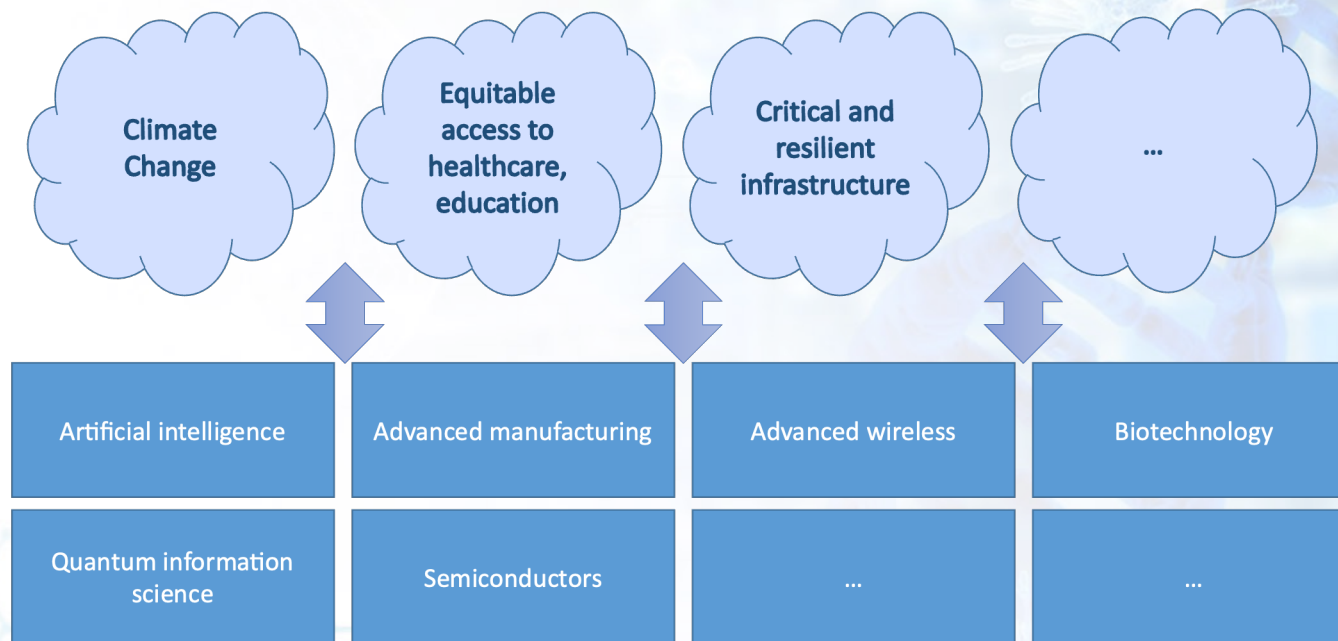 Climate
Change
Equitable
access to
healthcare,
education
Critical and
resilient
infrastructure
...
Artificial intelligence
Advanced manufacturing
Advanced wireless
Biotechnology
Quantum information
science
Semiconductors
...
...